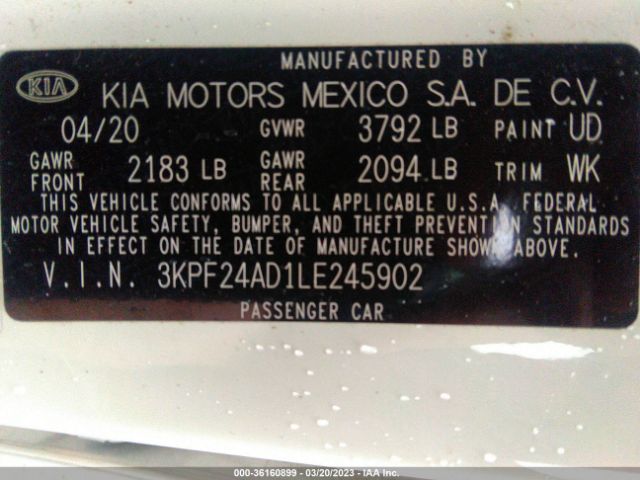 MANUFACTURED BY
KIA KIA MOTORS MEXICO S.A. DE C.V.
04/20 GVWR 3792 LB PAINT UD
GAWR FRONT 2183 LB GAWR REAR 2094 LB TRIM WK
THIS VEHICLE CONFORMS TO ALL APPLICABLE U.S.A. FEDERAL
MOTOR VEHICLE SAFETY, BUMPER, AND THEFT PREVENTION STANDARDS
IN EFFECT ON THE DATE OF MANUFACTURE SHOWN ABOVE.
V.I.N. 3KPF24AD1LE245902
PASSENGER CAR
000-36160899 - 03/20/2023 - IAA Inc.